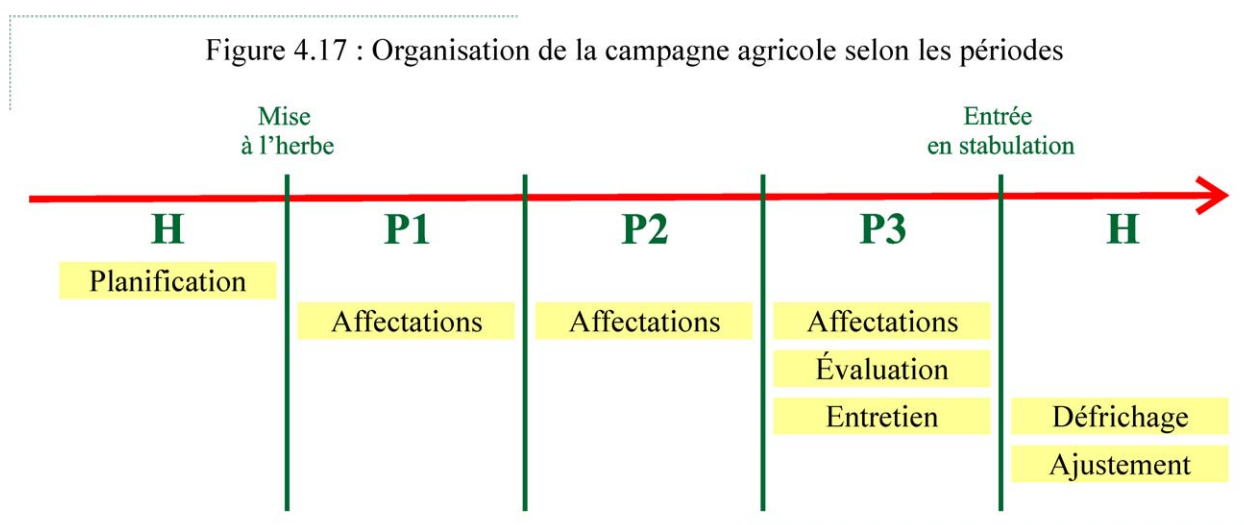 Figure 4.17 : Organisation de la campagne agricole selon les périodes
Mise
à l’herbe
Entrée
en stabulation
H
P1
P2
P3
H
Planification
Affectations
Affectations
Affectations
Évaluation
Entretien
Défrichage
Ajustement